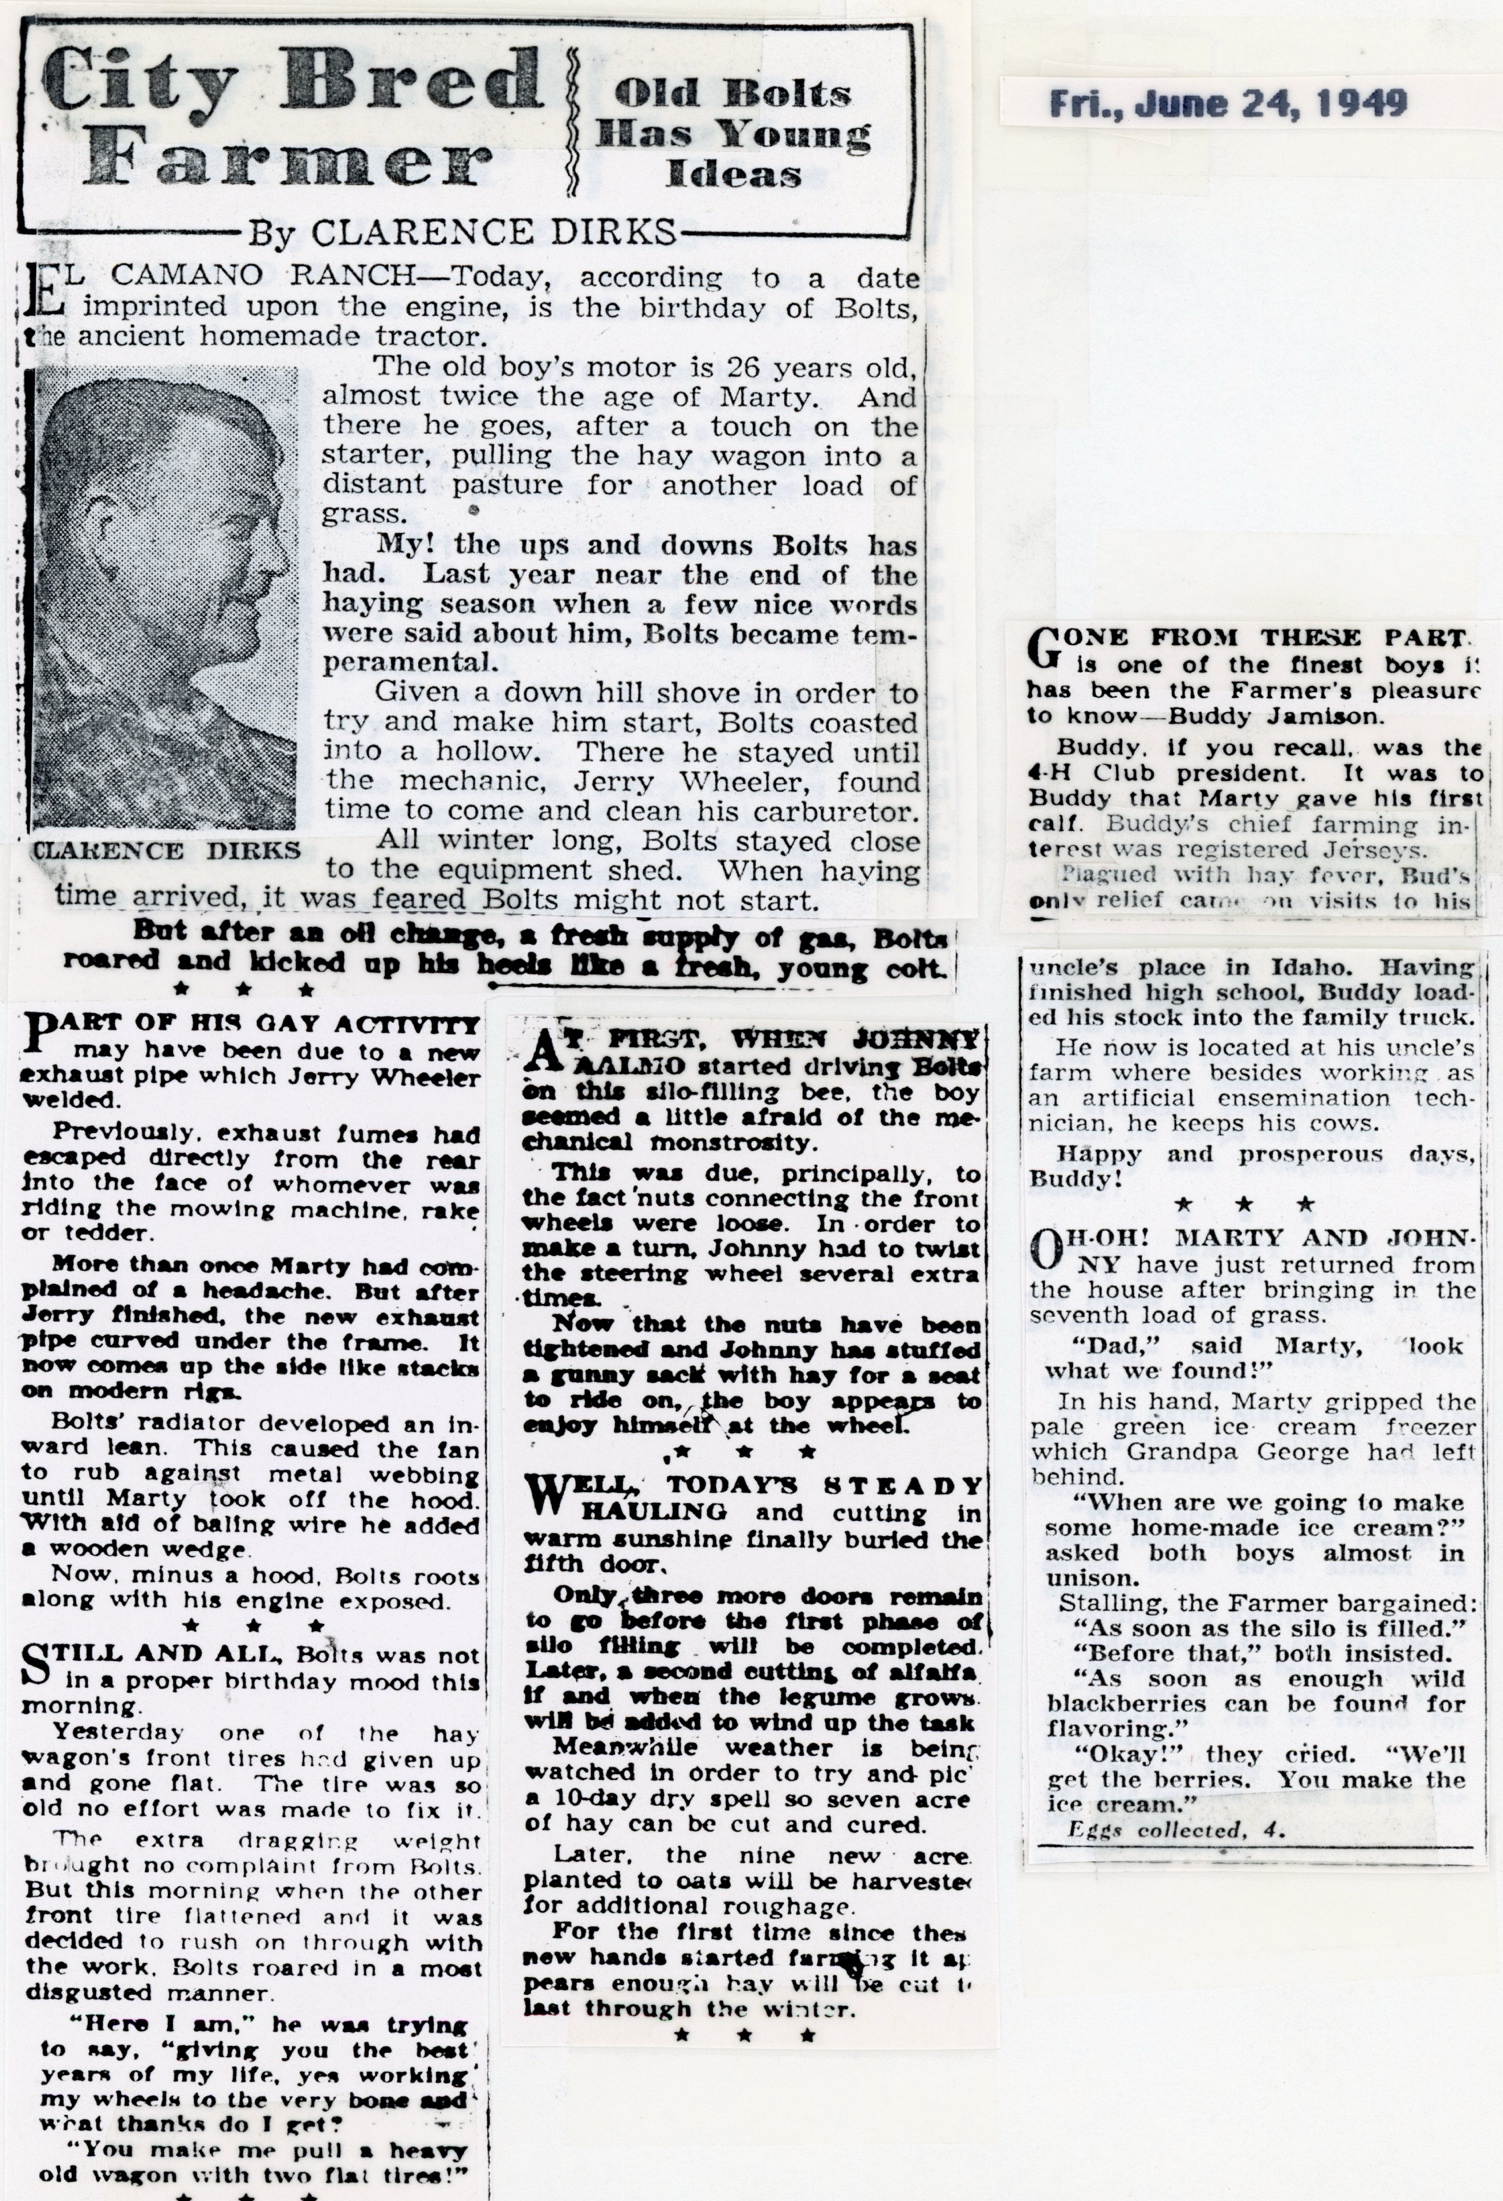 City Bred
Farmer
Old Bolts
Has Young
Ideas
By CLARENCE DIRKS
Fri., June 24, 1949
EL CAMANO RANCH—Today, according to a date
imprinted upon the engine, is the birthday of Bolts,
the ancient homemade tractor.
The old boy's motor is 26 years old,
almost twice the age of Marty. And
there he goes, after a touch on the
starter, pulling the hay wagon into a
distant pasture for another load of
grass.
My! the ups and downs Bolts has
had. Last year near the end of the
haying season when a few nice words
were said about him, Bolts became tem-
peramental.
Given a down hill shove in order to
try and make him start, Bolts coasted
into a hollow. There he stayed until
the mechanic, Jerry Wheeler, found
time to come and clean his carburetor.
CLARENCE DIRKS
All winter long, Bolts stayed close
to the equipment shed. When haying
time arrived, it was feared Bolts might not start.
But after an oil change, a fresh supply of gas, Bolts
roared and kicked up his heels like a fresh, young colt.
★ ★ ★
PART OF HIS GAY ACTIVITY
may have been due to a new
exhaust pipe which Jerry Wheeler
welded.
Previously, exhaust fumes had
escaped directly from the rear
into the face of whomever was
riding the mowing machine, rake
or tedder.
More than once Marty had com-
plained of a headache. But after
Jerry finished, the new exhaust
pipe curved under the frame. It
now comes up the side like stacks
on modern rigs.
Bolts' radiator developed an in-
ward lean. This caused the fan
to rub against metal webbing
until Marty took off the hood.
With aid of baling wire he added
a wooden wedge.
Now, minus a hood, Bolts roots
along with his engine exposed.
★ ★ ★
STILL AND ALL, Bolts was not
in a proper birthday mood this
morning.
Yesterday one of the hay
wagon's front tires had given up
and gone flat. The tire was so
old no effort was made to fix it.
The extra dragging weight
brought no complaint from Bolts.
But this morning when the other
front tire flattened and it was
decided to rush on through with
the work, Bolts roared in a most
disgusted manner.
"Here I am," he was trying
to say, "giving you the best
years of my life, yes working
my wheels to the very bone and
what thanks do I get?
"You make me pull a heavy
old wagon with two flat tires!"
★ ★ ★
AT FIRST, WHEN JOHNNY
AALMO started driving Bolts
on this silo-filling bee, the boy
seemed a little afraid of the me-
chanical monstrosity.
This was due, principally, to
the fact nuts connecting the front
wheels were loose. In order to
make a turn, Johnny had to twist
the steering wheel several extra
times.
Now that the nuts have been
tightened and Johnny has stuffed
a gunny sack with hay for a seat
to ride on, the boy appears to
enjoy himself at the wheel.
★ ★ ★
WELL, TODAY'S STEADY
HAULING and cutting in
warm sunshine finally buried the
fifth door.
Only three more doors remain
to go before the first phase of
silo filling will be completed.
Later, a second cutting of alfalfa
if and when the legume grows
will be added to wind up the task
Meanwhile weather is being
watched in order to try and pic
a 10-day dry spell so seven acre
of hay can be cut and cured.
Later, the nine new acre
planted to oats will be harveste
for additional roughage.
For the first time since thes
new hands started farming it ap
pears enough hay will be cut t
last through the winter.
★ ★ ★
GONE FROM THESE PART
is one of the finest boys it
has been the Farmer's pleasure
to know—Buddy Jamison.
Buddy, if you recall, was the
4-H Club president. It was to
Buddy that Marty gave his first
calf. Buddy's chief farming in-
terest was registered Jerseys.
Plagued with hay fever, Bud's
only relief came on visits to his
uncle's place in Idaho. Having
finished high school, Buddy load-
ed his stock into the family truck.
He now is located at his uncle's
farm where besides working as
an artificial ensemination tech-
nician, he keeps his cows.
Happy and prosperous days,
Buddy!
★ ★ ★
OH-OH! MARTY AND JOHN-
NY have just returned from
the house after bringing in the
seventh load of grass.
"Dad," said Marty, "look
what we found!"
In his hand, Marty gripped the
pale green ice cream freezer
which Grandpa George had left
behind.
"When are we going to make
some home-made ice cream?"
asked both boys almost in
unison.
Stalling, the Farmer bargained:
"As soon as the silo is filled."
"Before that," both insisted.
"As soon as enough wild
blackberries can be found for
flavoring."
"Okay!" they cried. "We'll
get the berries. You make the
ice cream."
Eggs collected, 4.